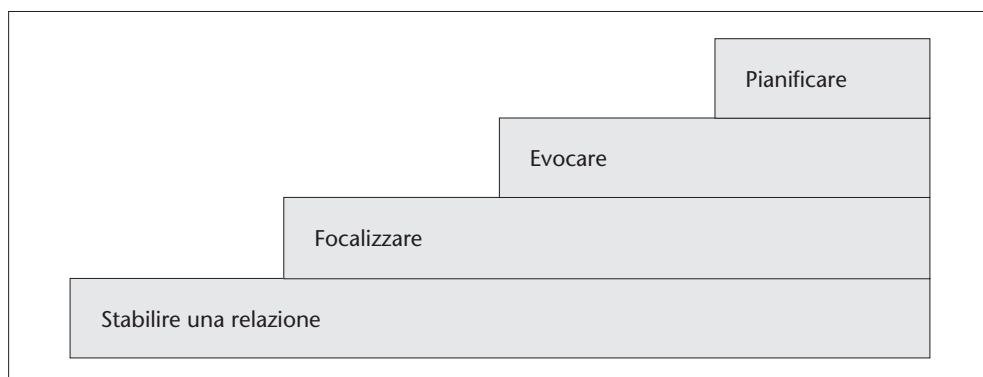 Pianificare
Evocare
Focalizzare
Stabilire una relazione